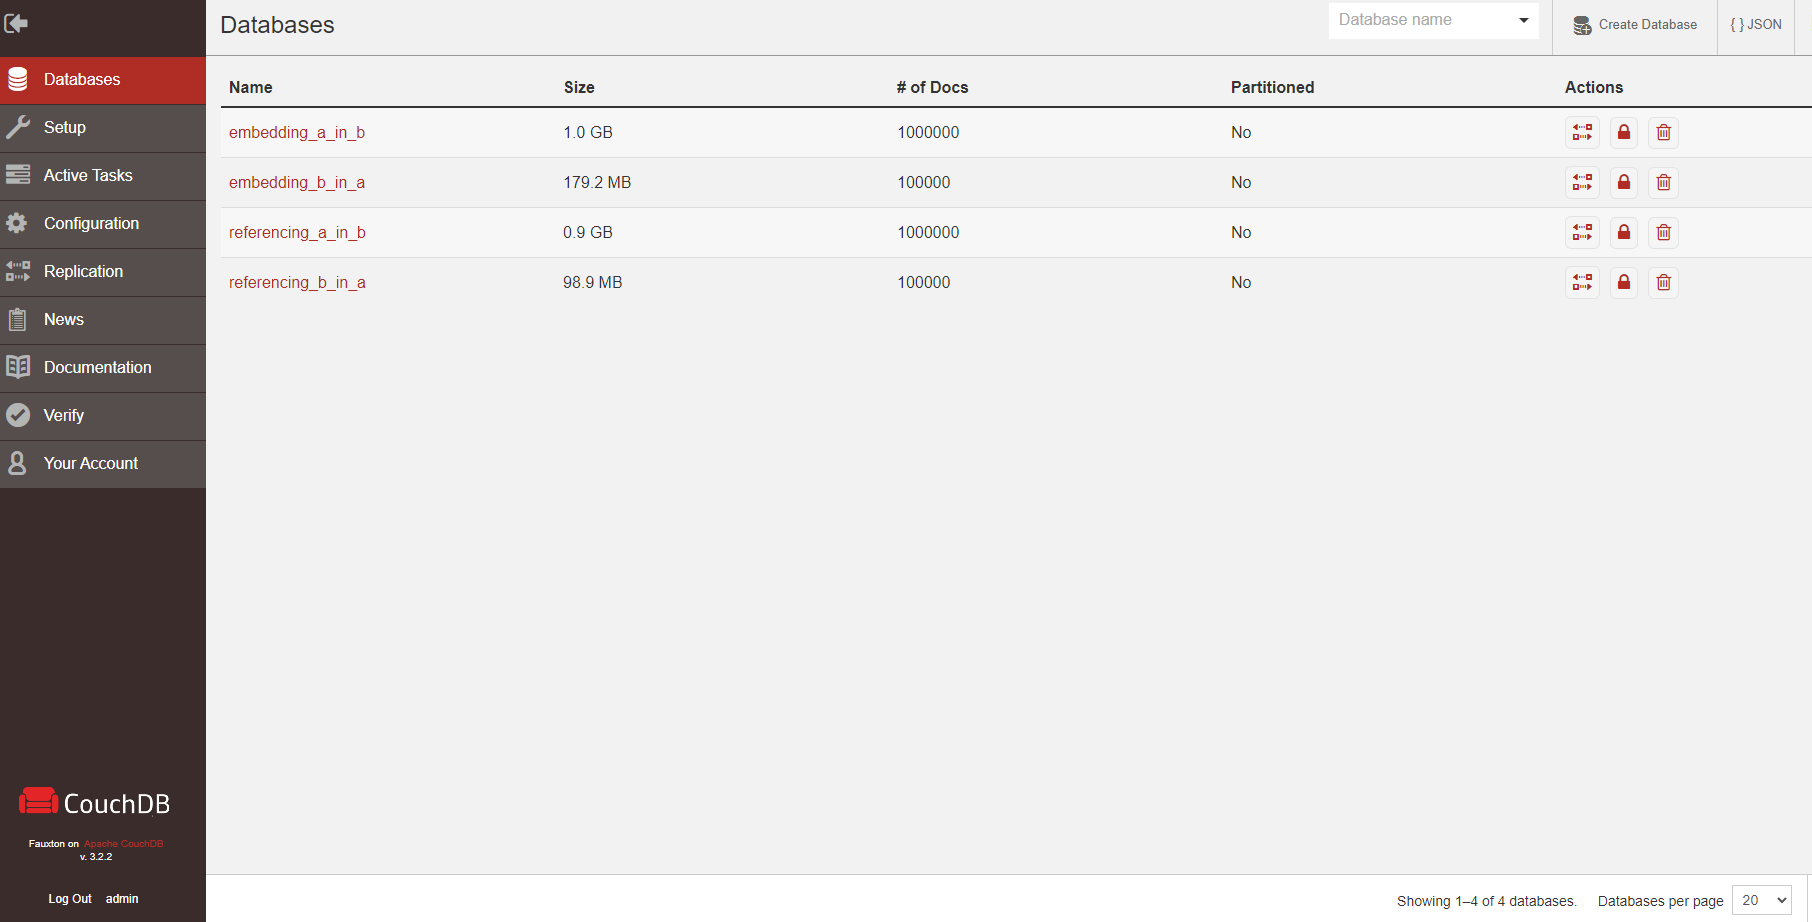 Databases
Database name
Create Database
{ } JSON
Databases
Setup
Active Tasks
Configuration
Replication
News
Documentation
Verify
Your Account
Name Size # of Docs Partitioned Actions
embedding_a_in_b 1.0 GB 1000000 No
embedding_b_in_a 179.2 MB 100000 No
referencing_a_in_b 0.9 GB 1000000 No
referencing_b_in_a 98.9 MB 100000 No
CouchDB
Fauxton on Apache CouchDB
v. 3.2.2
Log Out admin
Showing 1–4 of 4 databases. Databases per page 20